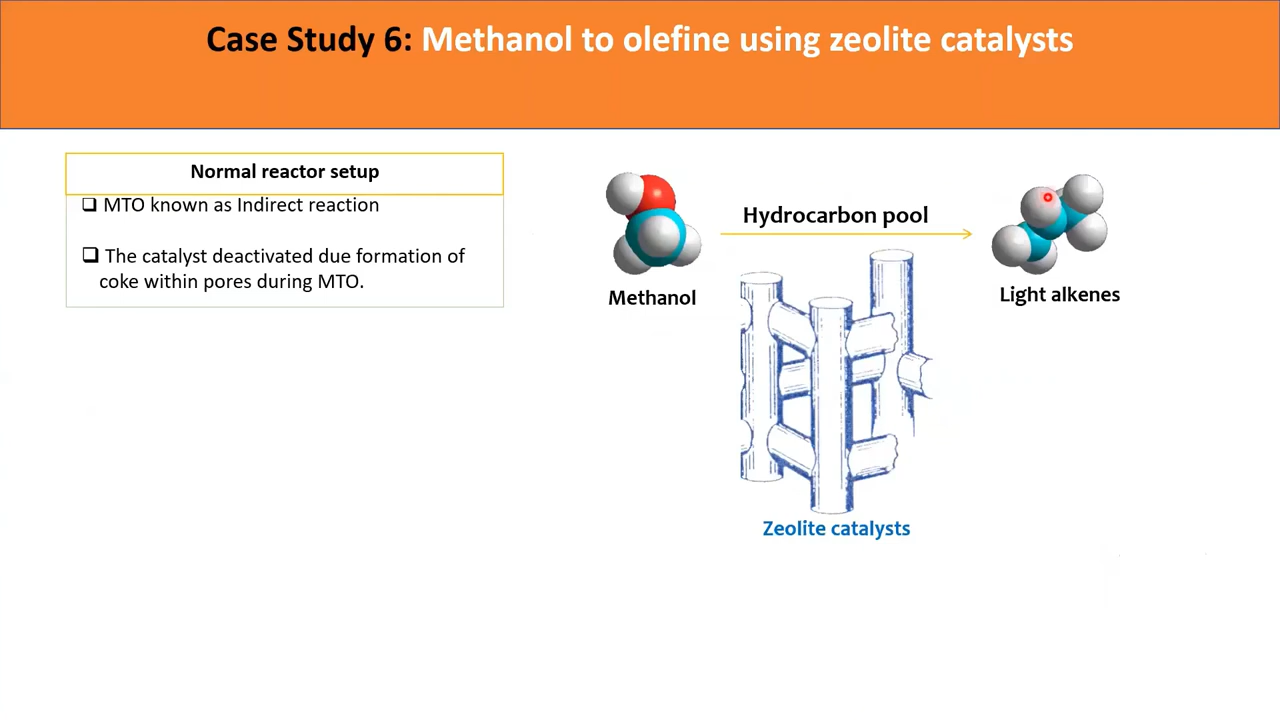 Case Study 6: Methanol to olefine using zeolite catalysts
Normal reactor setup
❑ MTO known as Indirect reaction
❑ The catalyst deactivated due formation of
coke within pores during MTO.
Hydrocarbon pool
Methanol
Light alkenes
Zeolite catalysts